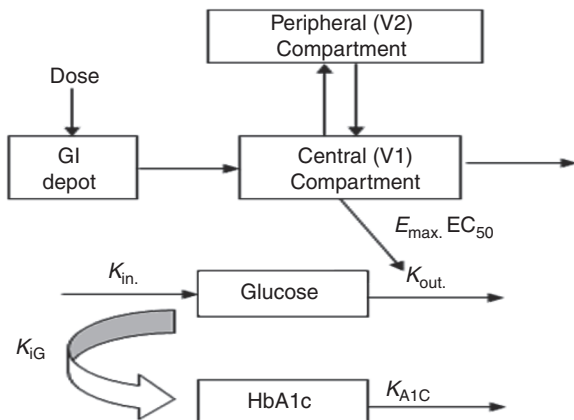 Peripheral (V2)
Compartment
Dose
GI
depot
Central (V1)
Compartment
Emax. EC50
Kin.
Glucose
Kout.
KiG
HbA1c
KA1C